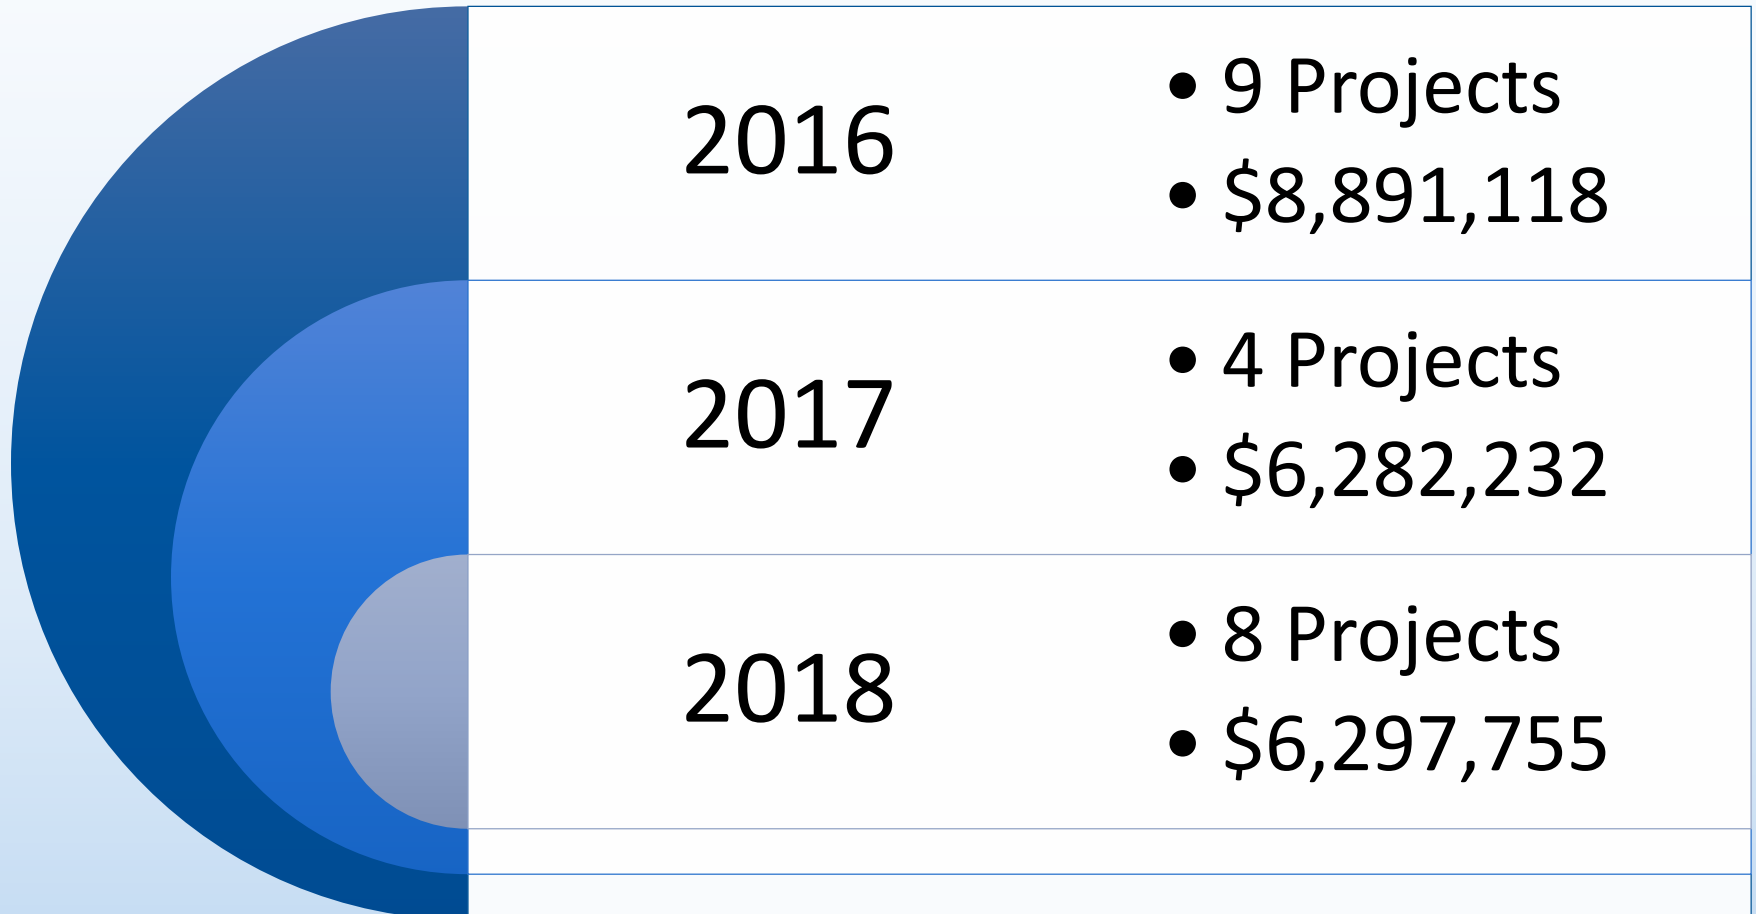 2016
• 9 Projects
• $8,891,118
2017
• 4 Projects
• $6,282,232
2018
• 8 Projects
• $6,297,755